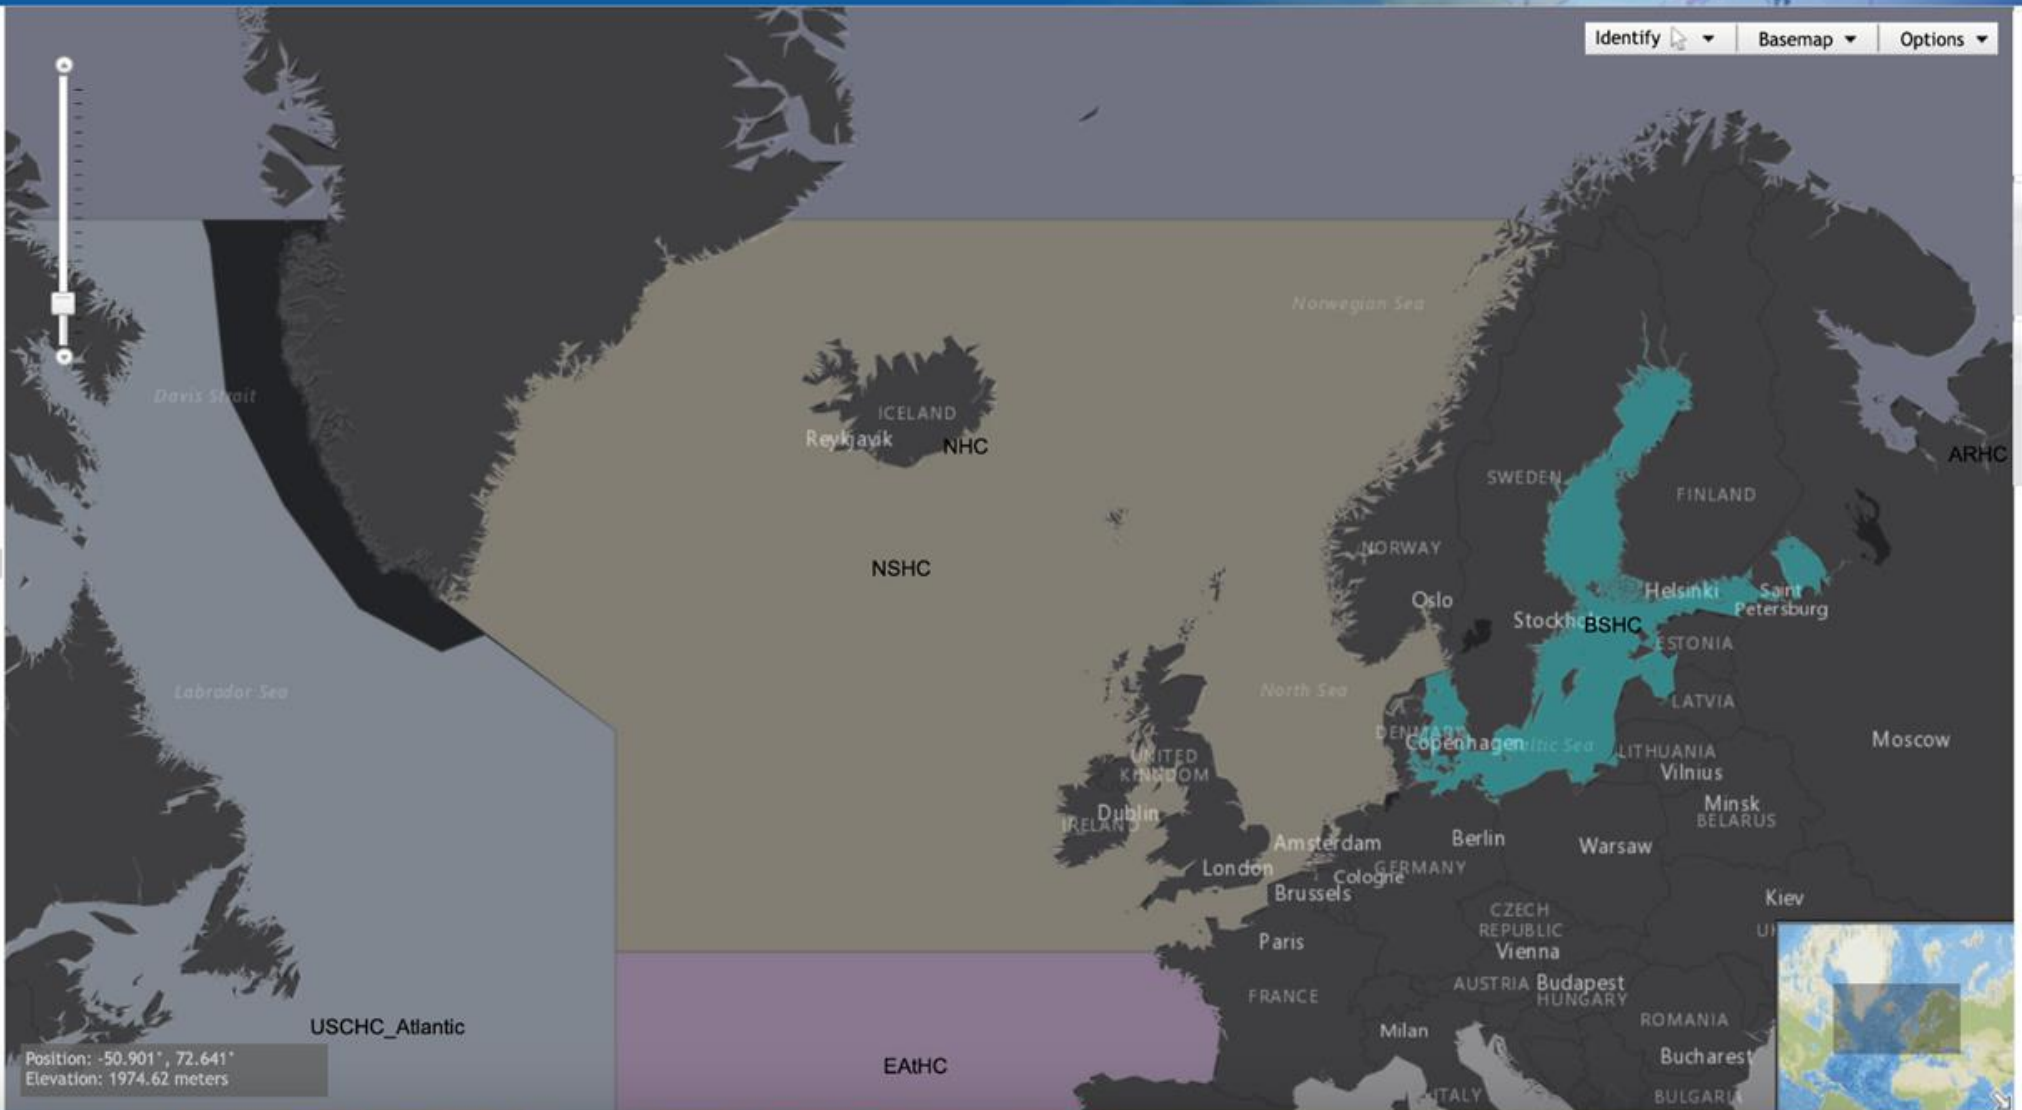 Identify
Basemap
Options
Norwegian Sea
Davis Strait
ICELAND
Reykjavík
NHC
ARHC
SWEDEN
FINLAND
NORWAY
NSHC
Oslo
Helsinki
Saint
Petersburg
BSHC
ESTONIA
Labrador Sea
North Sea
LATVIA
DENMARK
Copenhagen
Moscow
LITHUANIA
Vilnius
UNITED
KINGDOM
Minsk
BELARUS
Dublin
IRELAND
Amsterdam
Berlin
Warsaw
London
GERMANY
Cologne
Brussels
Kiev
CZECH
REPUBLIC
Paris
Vienna
FRANCE
AUSTRIA
Budapest
HUNGARY
ROMANIA
USCHC_Atlantic
Milan
Bucharest
EAtHC
Position: -50.901°, 72.641°
Elevation: 1974.62 meters
ITALY
BULGARIA